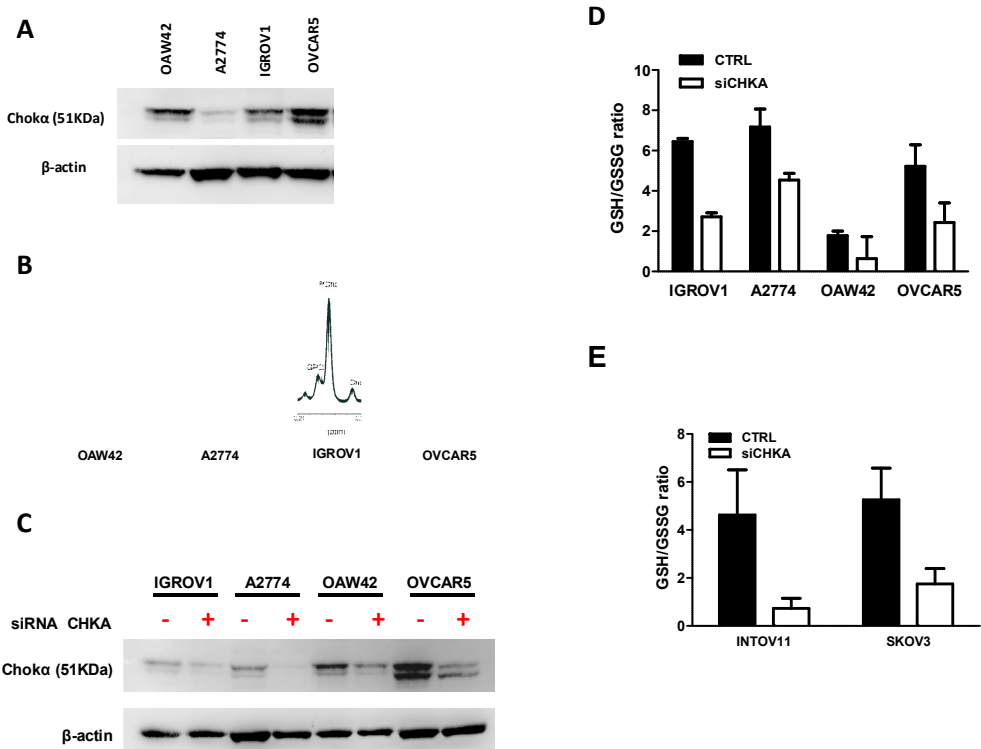 A
OAW42
A2774
IGROV1
OVCAR5
Chokα (51KDa)
β-actin
B
OAW42
A2774
IGROV1
OVCAR5
C
IGROV1 A2774 OAW42 OVCAR5
siRNA CHKA - + - + - + - +
Chokα (51KDa)
β-actin
D
CTRL
siCHKA
GSH/GSSG ratio
10
8
6
4
2
0
IGROV1 A2774 OAW42 OVCAR5
E
CTRL
siCHKA
GSH/GSSG ratio
8
6
4
2
0
INTOV11 SKOV3